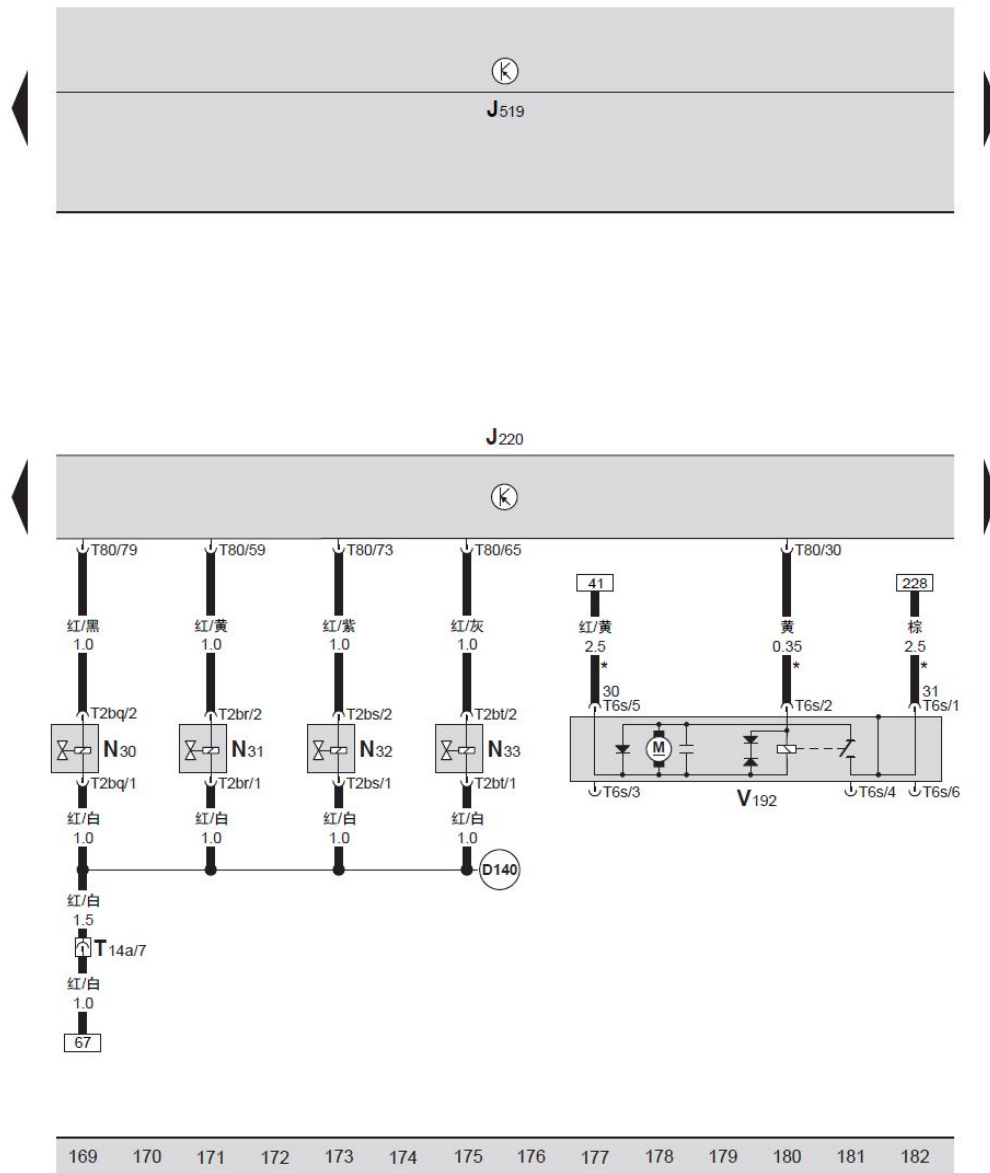 J519
J220
T80/79 T80/59 T80/73 T80/65 T80/30
41 228
红/黑 红/黄 红/紫 红/灰 红/黄 黄 棕
1.0 1.0 1.0 1.0 2.5 0.35 2.5
* * *
30 31
T2bq/2 T2br/2 T2bs/2 T2bt/2 T6s/5 T6s/2 T6s/1
N30 N31 N32 N33 M
T2bq/1 T2br/1 T2bs/1 T2bt/1 T6s/3 V192 T6s/4 T6s/6
红/白 红/白 红/白 红/白
1.0 1.0 1.0 1.0
D140
红/白
1.5
T14a/7
红/白
1.0
67
169 170 171 172 173 174 175 176 177 178 179 180 181 182